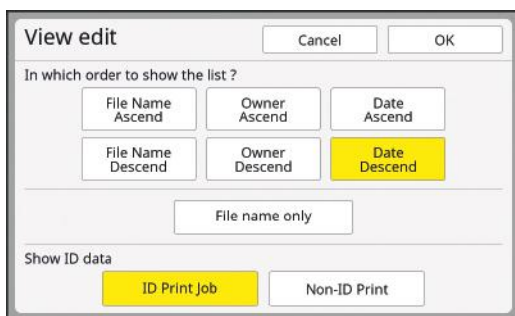 View edit
Cancel
OK
In which order to show the list ?
File Name
Ascend
Owner
Ascend
Date
Ascend
File Name
Descend
Owner
Descend
Date
Descend
File name only
Show ID data
ID Print Job
Non-ID Print